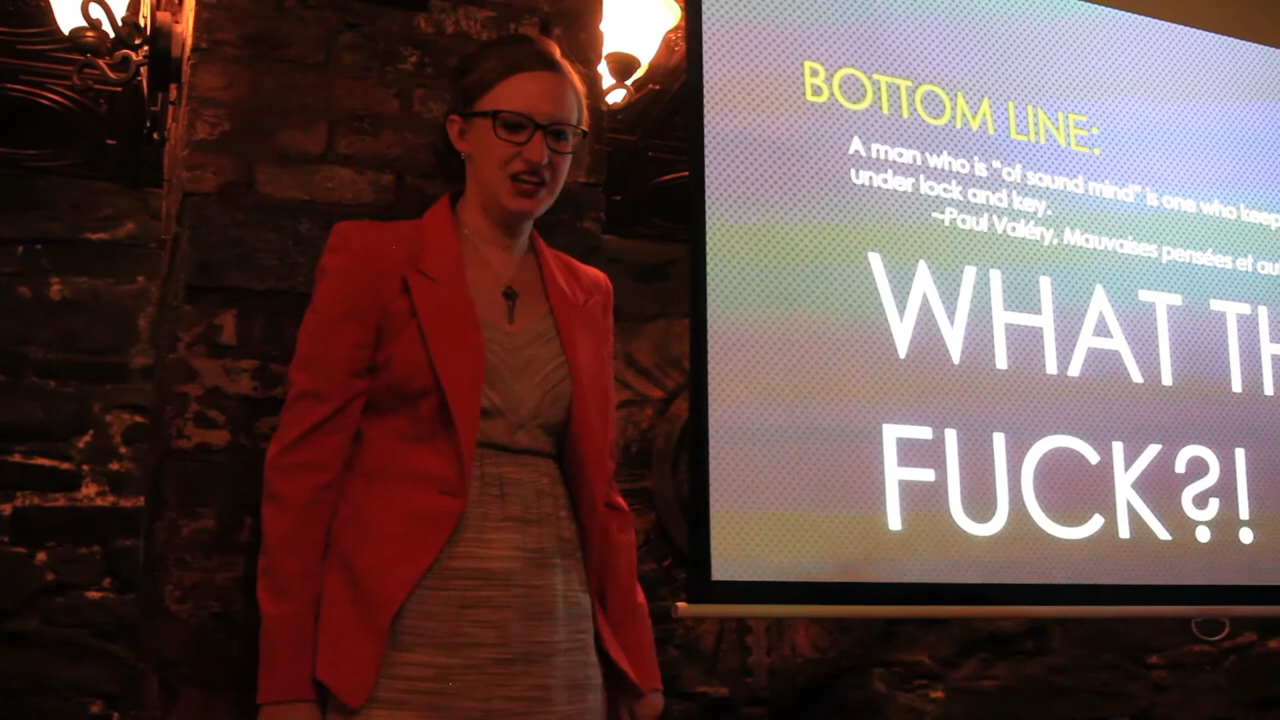 BOTTOM LINE:
A man who is "of sound mind" is one who keep
under lock and key.
~Paul Valéry, Mauvaises pensées et au
WHAT TH
FUCK?!